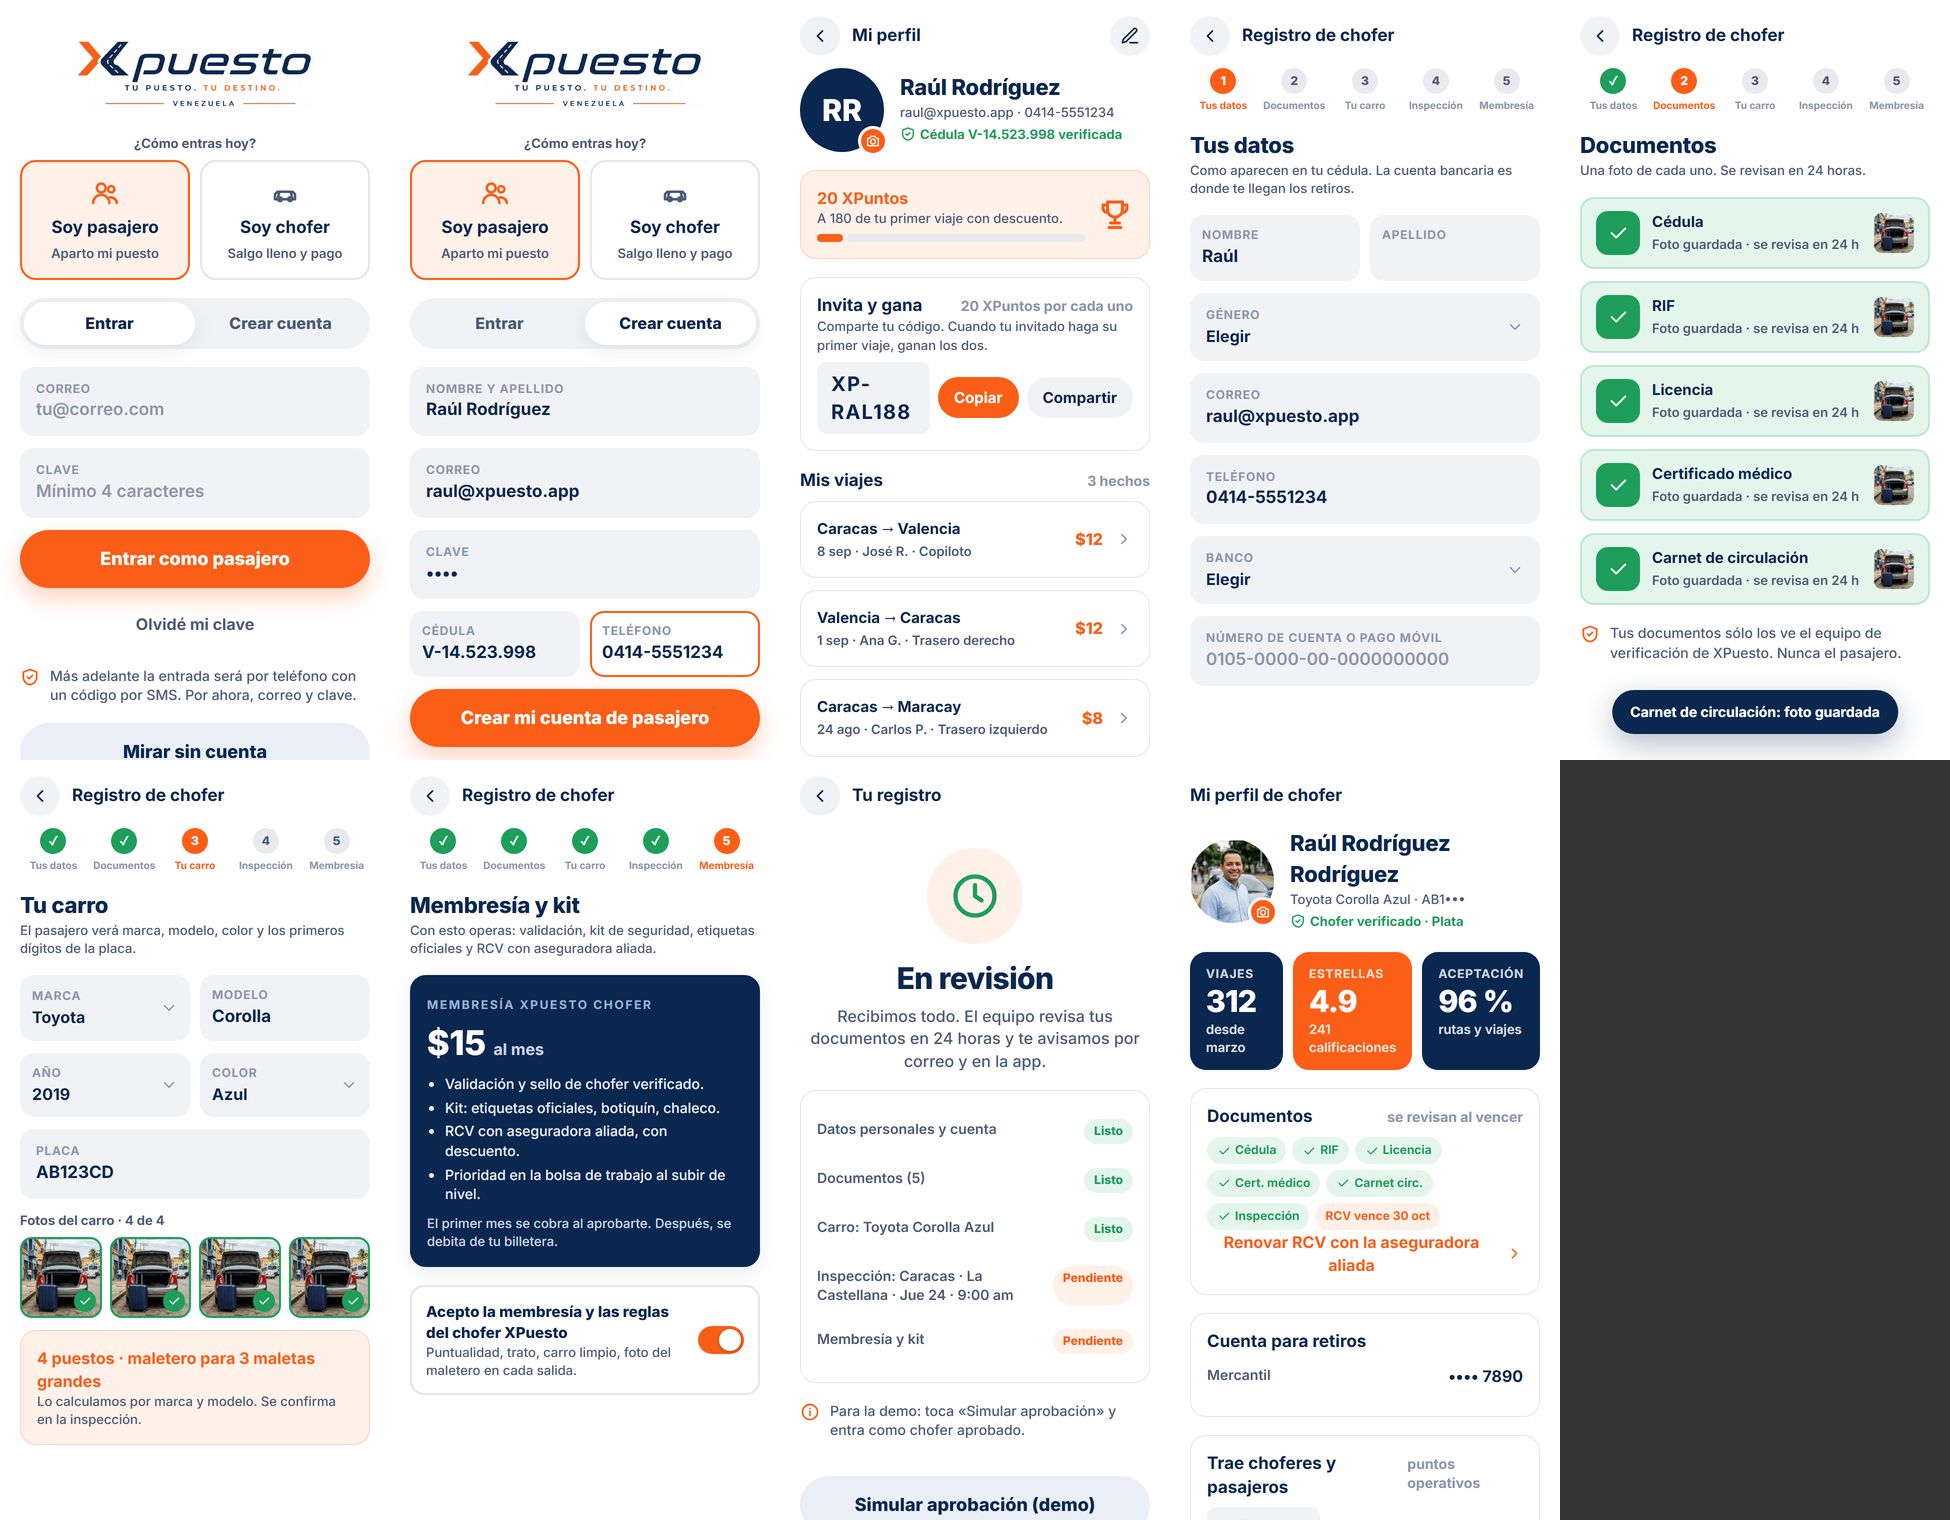 Xpuesto
TU PUESTO. TU DESTINO.
VENEZUELA
¿Cómo entras hoy?
Soy pasajero
Aparto mi puesto
Soy chofer
Salgo lleno y pago
Entrar
Crear cuenta
CORREO
tu@correo.com
CLAVE
Mínimo 4 caracteres
Entrar como pasajero
Olvidé mi clave
Más adelante la entrada será por teléfono con
un código por SMS. Por ahora, correo y clave.
Mirar sin cuenta
Xpuesto
TU PUESTO. TU DESTINO.
VENEZUELA
¿Cómo entras hoy?
Soy pasajero
Aparto mi puesto
Soy chofer
Salgo lleno y pago
Entrar
Crear cuenta
NOMBRE Y APELLIDO
Raúl Rodríguez
CORREO
raul@xpuesto.app
CLAVE
••••
CÉDULA
V-14.523.998
TELÉFONO
0414-5551234
Crear mi cuenta de pasajero
Mi perfil
RR
Raúl Rodríguez
raul@xpuesto.app · 0414-5551234
Cédula V-14.523.998 verificada
20 XPuntos
A 180 de tu primer viaje con descuento.
Invita y gana
20 XPuntos por cada uno
Comparte tu código. Cuando tu invitado haga su
primer viaje, ganan los dos.
XP-
RAL188
Copiar
Compartir
Mis viajes
3 hechos
Caracas → Valencia
8 sep · José R. · Copiloto
$12
Valencia → Caracas
1 sep · Ana G. · Trasero derecho
$12
Caracas → Maracay
24 ago · Carlos P. · Trasero izquierdo
$8
Registro de chofer
1 2 3 4 5
Tus datos Documentos Tu carro Inspección Membresía
Tus datos
Como aparecen en tu cédula. La cuenta bancaria es
donde te llegan los retiros.
NOMBRE
Raúl
APELLIDO
GÉNERO
Elegir
CORREO
raul@xpuesto.app
TELÉFONO
0414-5551234
BANCO
Elegir
NÚMERO DE CUENTA O PAGO MÓVIL
0105-0000-00-0000000000
Registro de chofer
2 3 4 5
Tus datos Documentos Tu carro Inspección Membresía
Documentos
Una foto de cada uno. Se revisan en 24 horas.
Cédula
Foto guardada · se revisa en 24 h
RIF
Foto guardada · se revisa en 24 h
Licencia
Foto guardada · se revisa en 24 h
Certificado médico
Foto guardada · se revisa en 24 h
Carnet de circulación
Foto guardada · se revisa en 24 h
Tus documentos sólo los ve el equipo de
verificación de XPuesto. Nunca el pasajero.
Carnet de circulación: foto guardada
Registro de chofer
3 4 5
Tus datos Documentos Tu carro Inspección Membresía
Tu carro
El pasajero verá marca, modelo, color y los primeros
dígitos de la placa.
MARCA
Toyota
MODELO
Corolla
AÑO
2019
COLOR
Azul
PLACA
AB123CD
Fotos del carro · 4 de 4
4 puestos · maletero para 3 maletas
grandes
Lo calculamos por marca y modelo. Se confirma
en la inspección.
Registro de chofer
5
Tus datos Documentos Tu carro Inspección Membresía
Membresía y kit
Con esto operas: validación, kit de seguridad, etiquetas
oficiales y RCV con aseguradora aliada.
MEMBRESÍA XPUESTO CHOFER
$15 al mes
• Validación y sello de chofer verificado.
• Kit: etiquetas oficiales, botiquín, chaleco.
• RCV con aseguradora aliada, con
descuento.
• Prioridad en la bolsa de trabajo al subir de
nivel.
El primer mes se cobra al aprobarte. Después, se
debita de tu billetera.
Acepto la membresía y las reglas
del chofer XPuesto
Puntualidad, trato, carro limpio, foto del
maletero en cada salida.
Tu registro
En revisión
Recibimos todo. El equipo revisa tus
documentos en 24 horas y te avisamos por
correo y en la app.
Datos personales y cuenta
Listo
Documentos (5)
Listo
Carro: Toyota Corolla Azul
Listo
Inspección: Caracas · La
Castellana · Jue 24 · 9:00 am
Pendiente
Membresía y kit
Pendiente
Para la demo: toca «Simular aprobación» y
entra como chofer aprobado.
Simular aprobación (demo)
Mi perfil de chofer
Raúl Rodríguez
Rodríguez
Toyota Corolla Azul · AB1•••
Chofer verificado · Plata
VIAJES
312
desde
marzo
ESTRELLAS
4.9
241
calificaciones
ACEPTACIÓN
96 %
rutas y viajes
Documentos
se revisan al vencer
Cédula
RIF
Licencia
Cert. médico
Carnet circ.
Inspección
RCV vence 30 oct
Renovar RCV con la aseguradora
aliada
Cuenta para retiros
Mercantil
•••• 7890
Trae choferes y
pasajeros
puntos
operativos